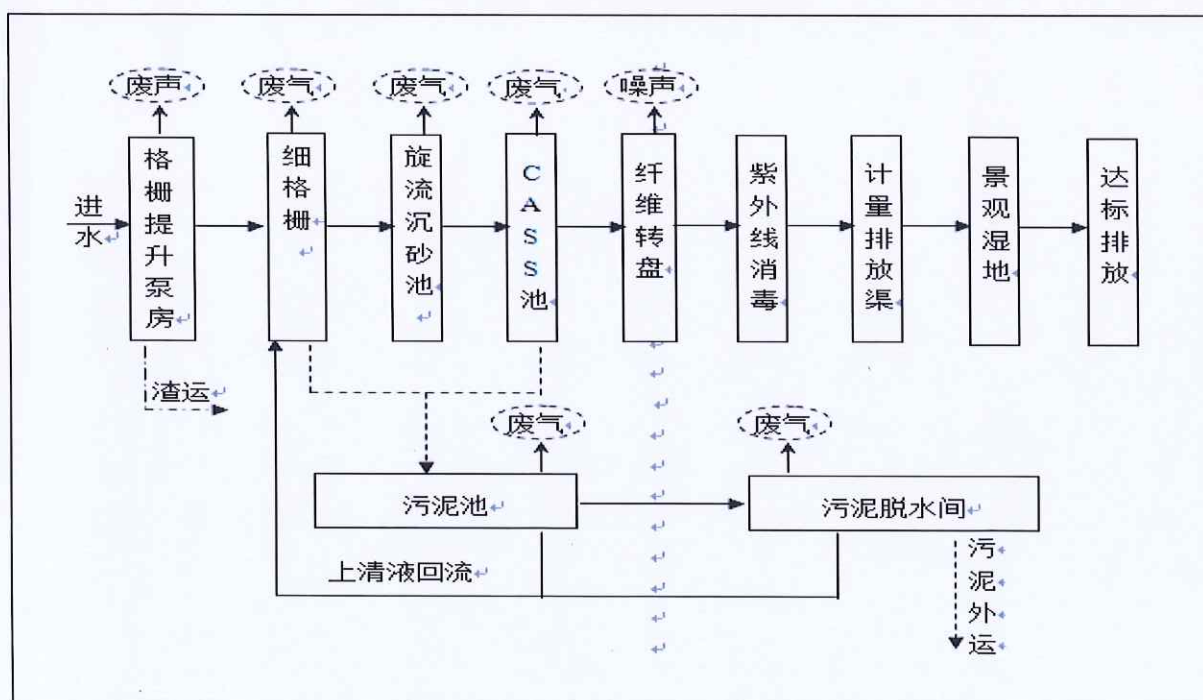 废声
废气
废气
废气
噪声
进水
格栅提升泵房
细格栅
旋流沉砂池
CASS池
纤维转盘
紫外线消毒
计量排放渠
景观湿地
达标排放
渣运
废气
废气
污泥池
污泥脱水间
上清液回流
污泥外运